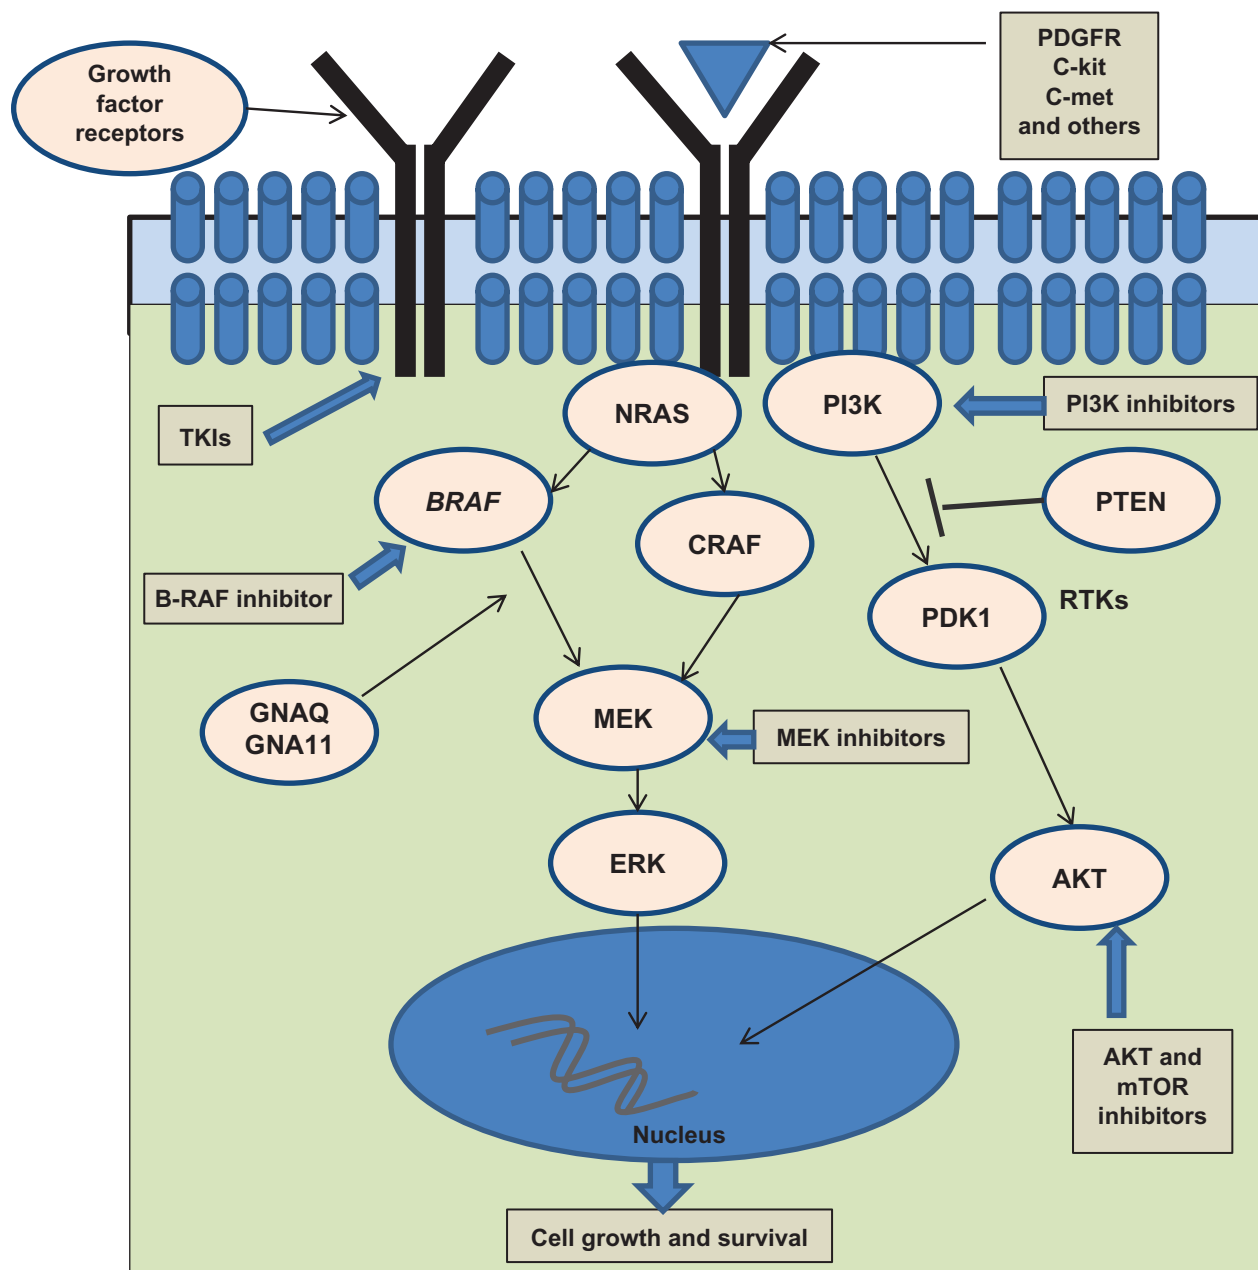 Growth
factor
receptors
PDGFR
C-kit
C-met
and others
TKIs
NRAS
PI3K
PI3K inhibitors
BRAF
CRAF
PTEN
B-RAF inhibitor
PDK1
RTKs
GNAQ
GNA11
MEK
MEK inhibitors
ERK
AKT
AKT and
mTOR
inhibitors
Nucleus
Cell growth and survival